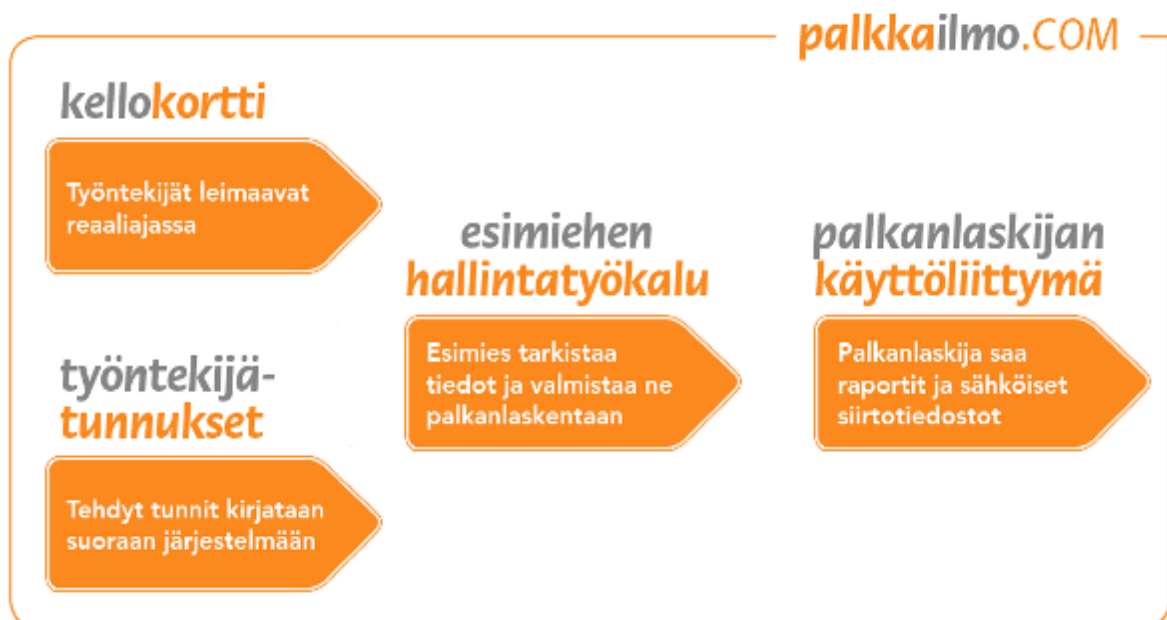 palkkailmo.COM
kellokortti
Työntekijät leimaavat
reaaliajassa
työntekijä-
tunnukset
Tehdyt tunnit kirjataan
suoraan järjestelmään
esimiehen
hallintatyökalu
Esimies tarkistaa
tiedot ja valmistaa ne
palkanlaskentaan
palkanlaskijan
käyttöliittymä
Palkanlaskija saa
raportit ja sähköiset
siirtotiedostot